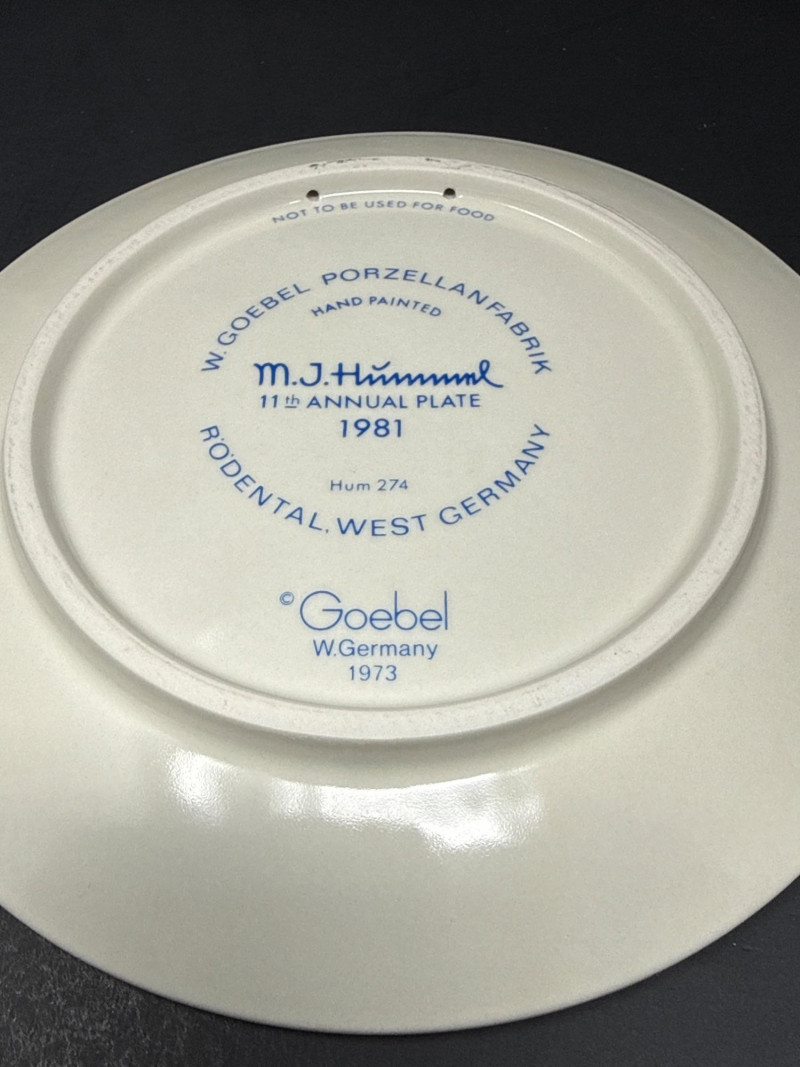 NOT TO BE USED FOR FOOD
W. GOEBEL PORZELLANFABRIK
HAND PAINTED
M.J.Hummel
11th ANNUAL PLATE
1981
Hum 274
RÖDENTAL, WEST GERMANY
© Goebel
W.Germany
1973